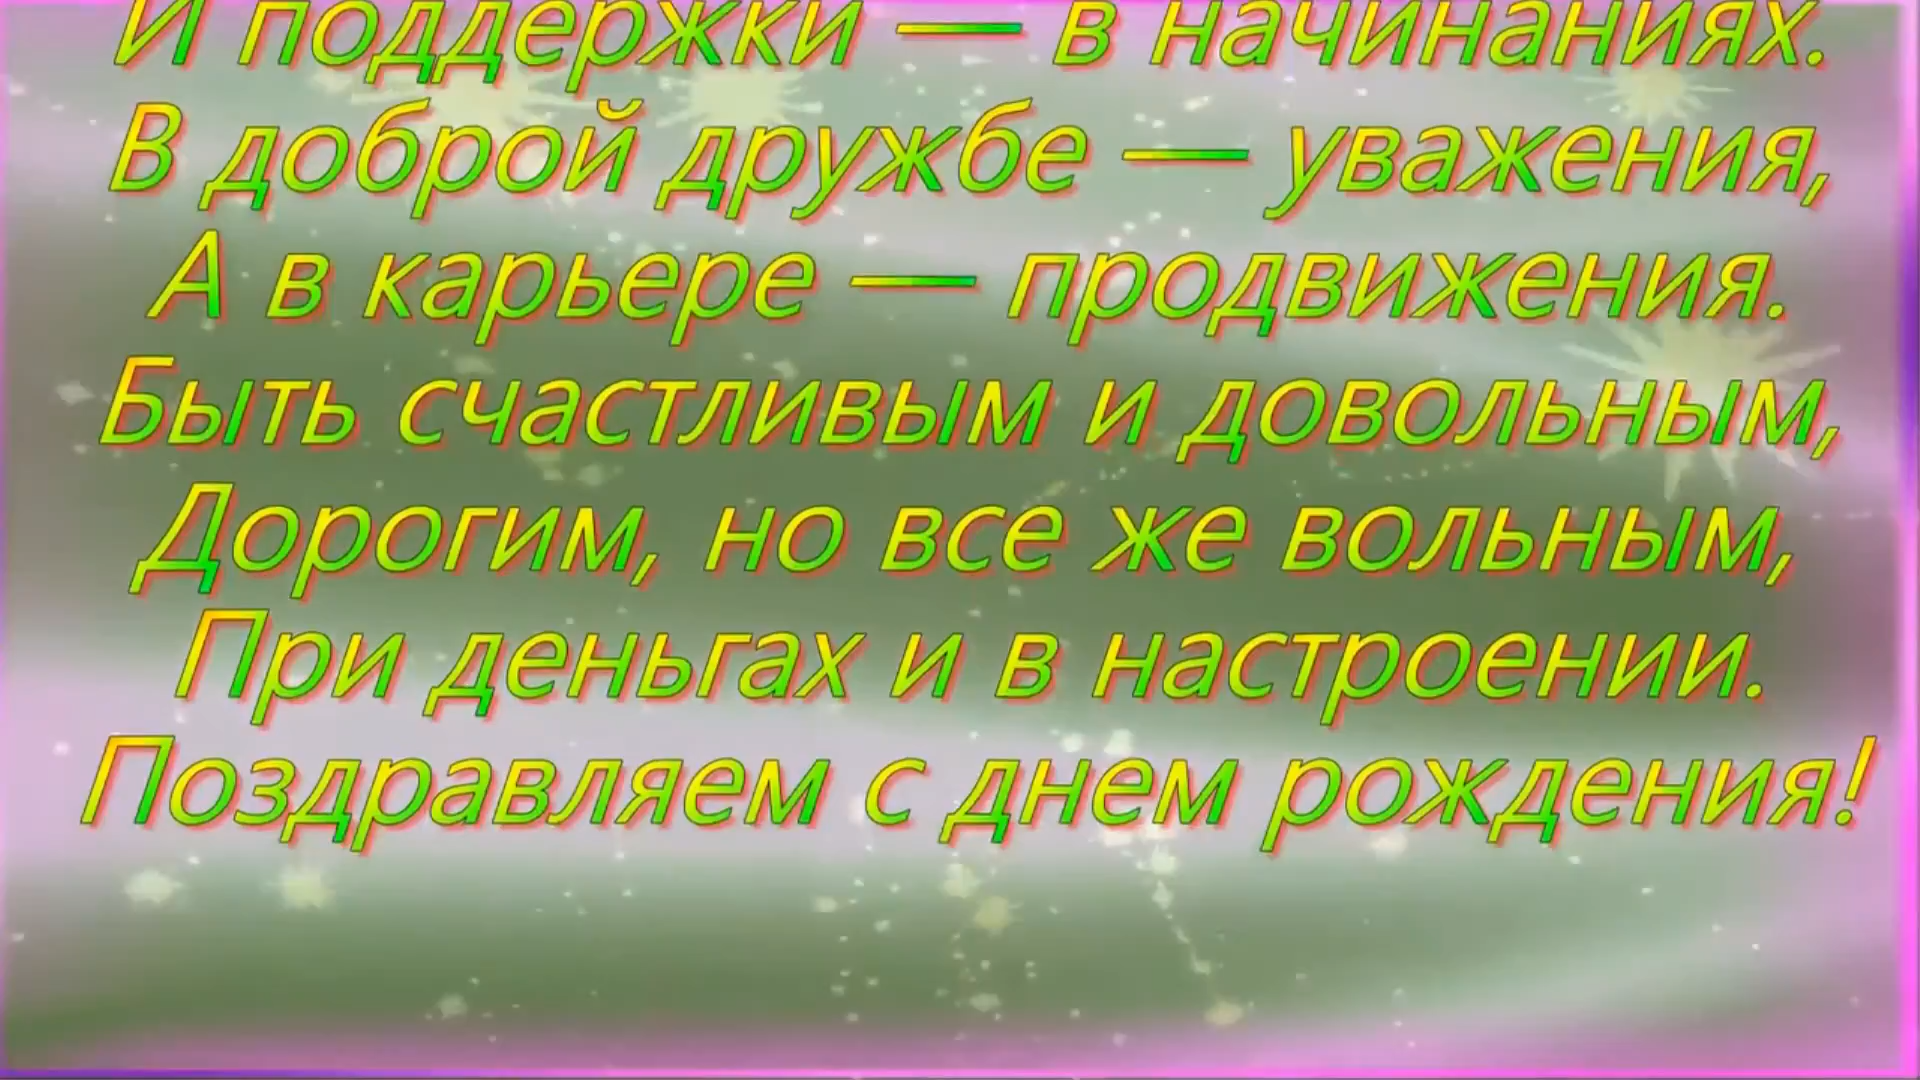 И поддержки — в начинаниях.
В доброй дружбе — уважения,
А в карьере — продвижения.
Быть счастливым и довольным,
Дорогим, но все же вольным,
При деньгах и в настроении.
Поздравляем с днем рождения!